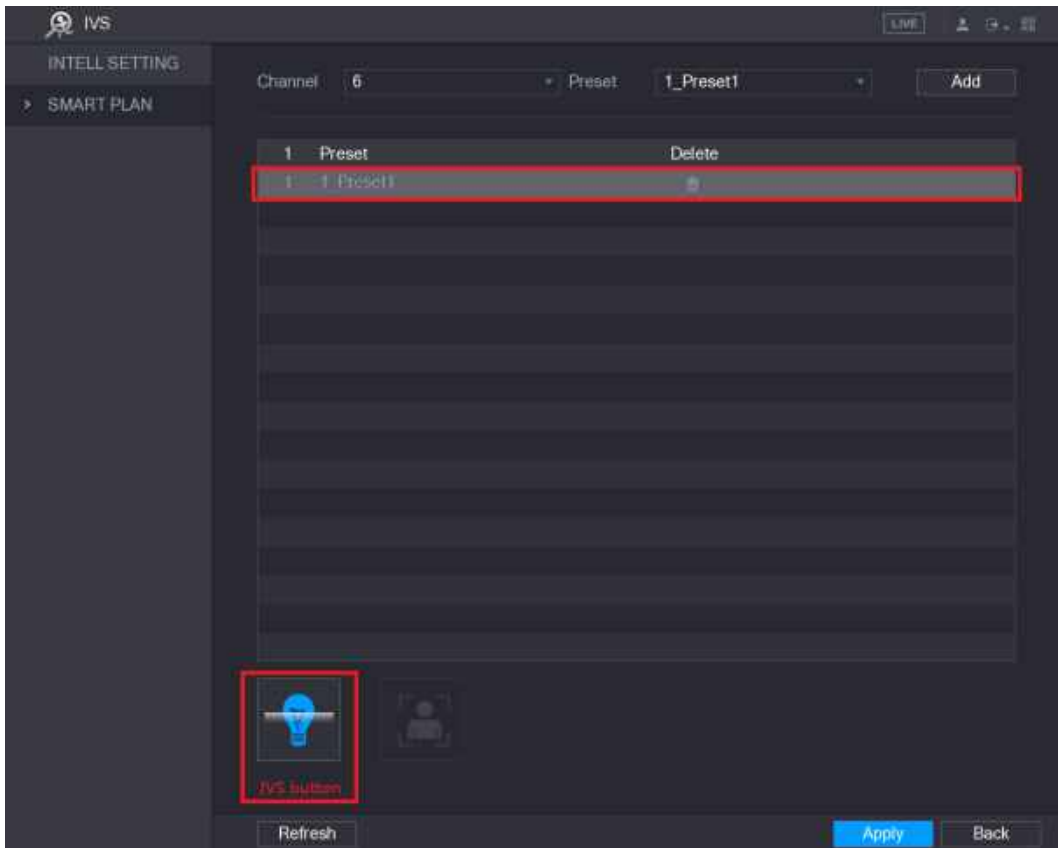 IVS LIVE
INTELL SETTING
SMART PLAN
Channel 6 Preset 1_Preset1 Add
1 Preset Delete
1 1_Preset1
IVS button
Refresh Apply Back